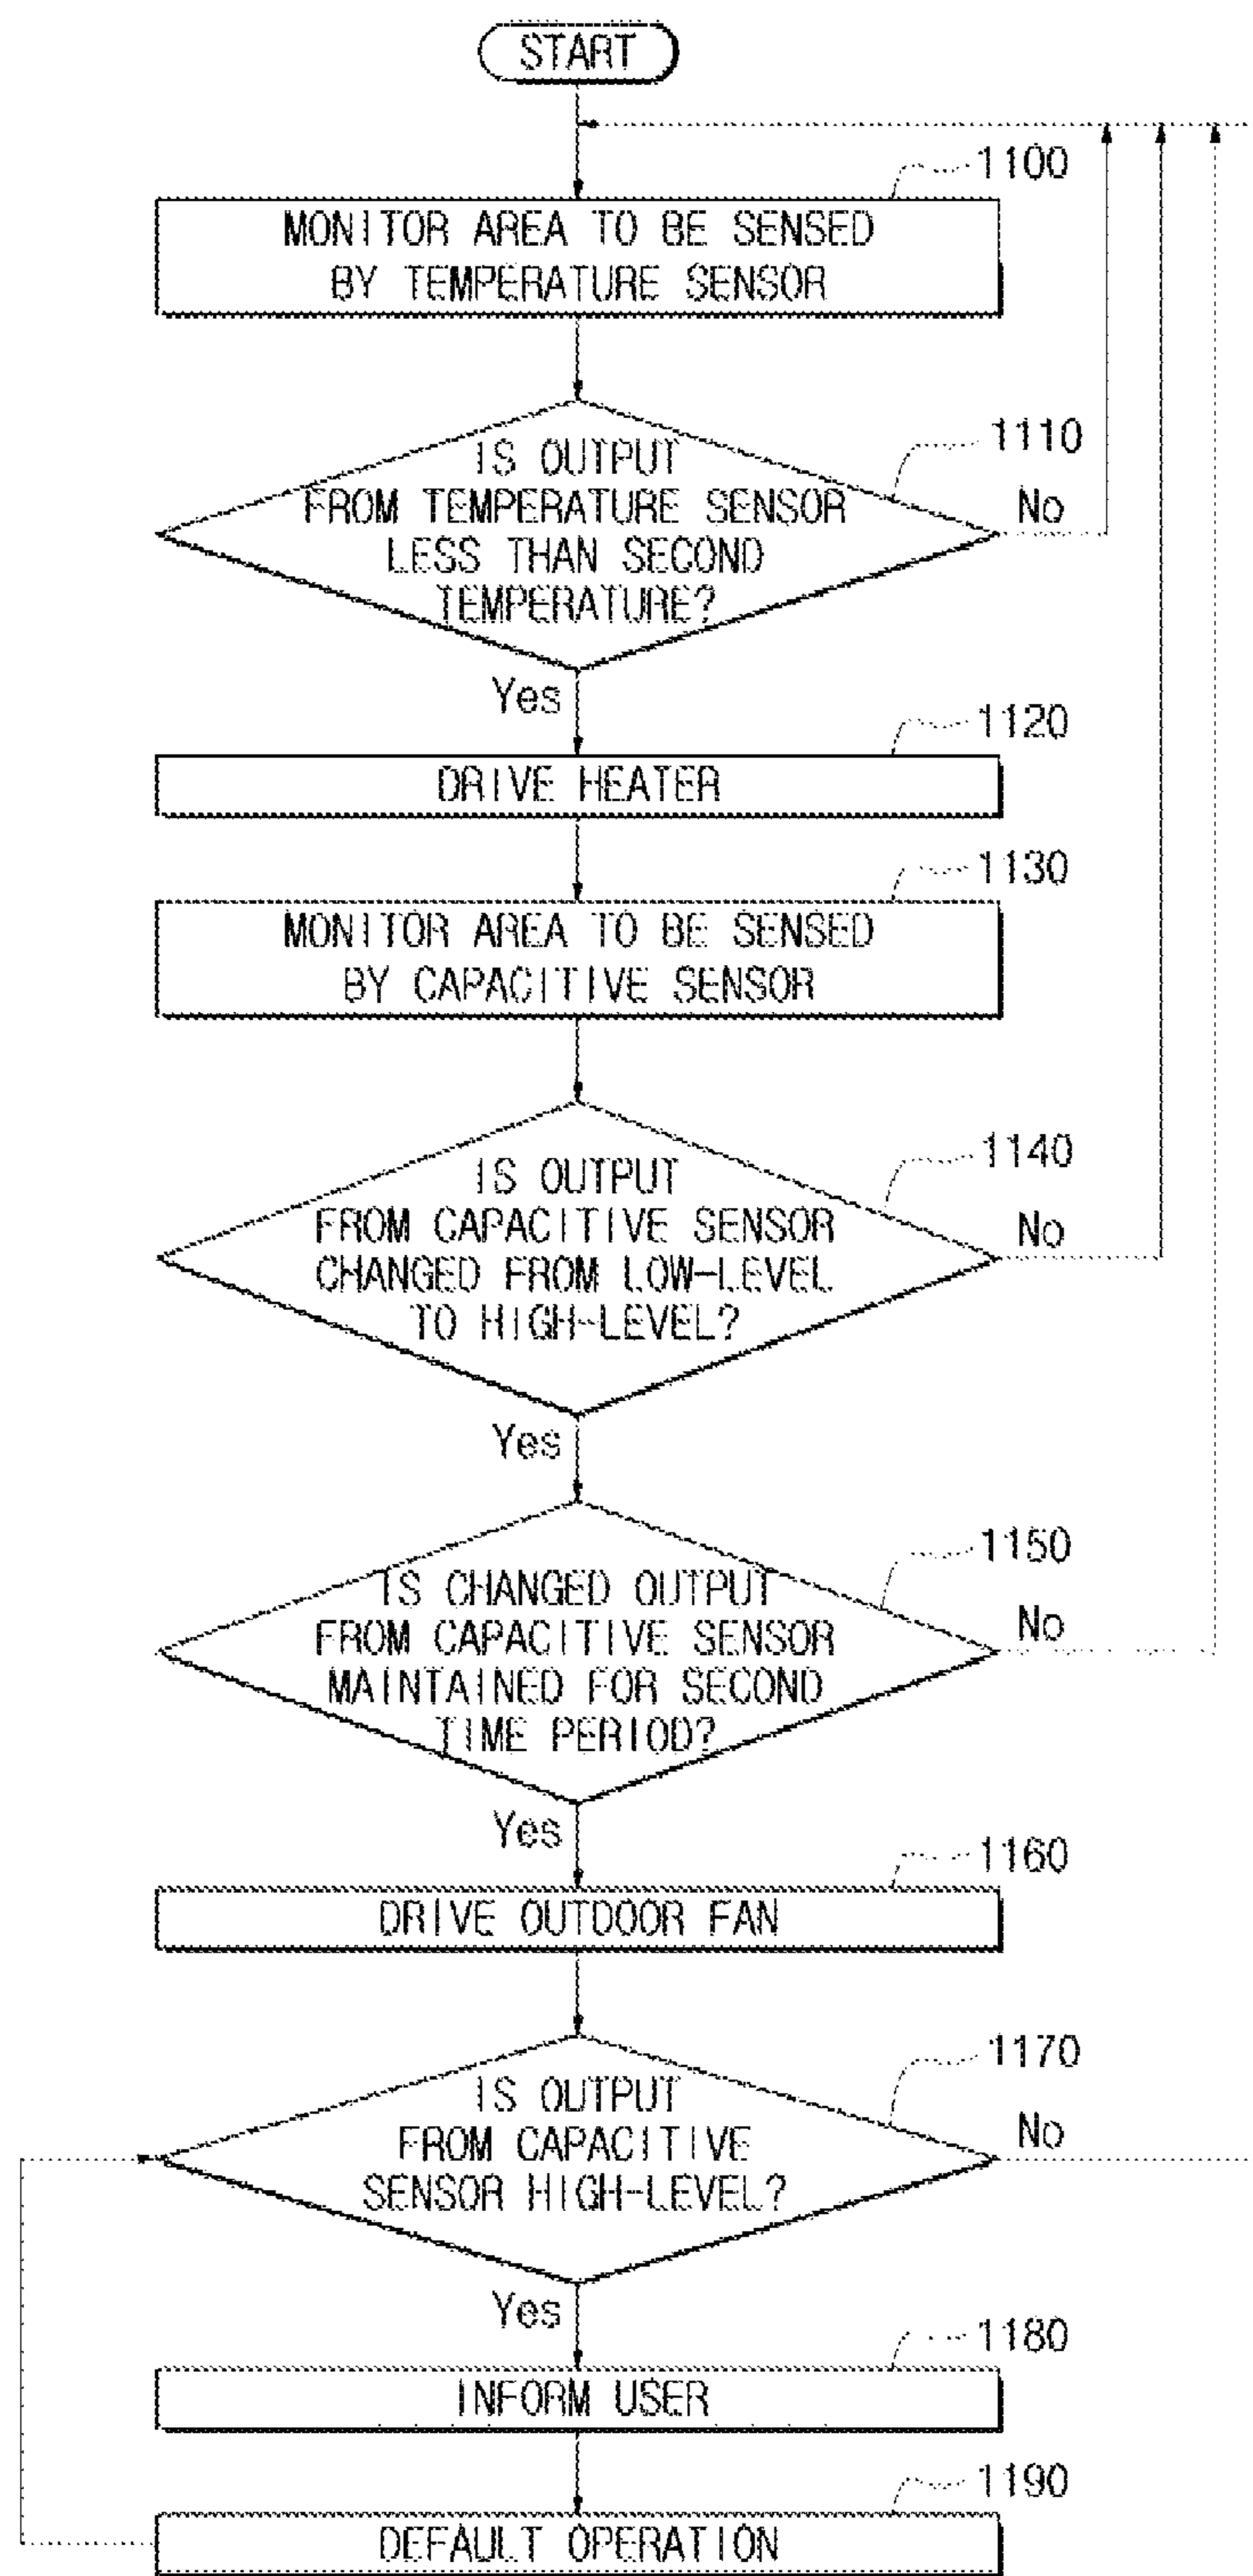 START
1100
MONITOR AREA TO BE SENSED
BY TEMPERATURE SENSOR
1110
IS OUTPUT
FROM TEMPERATURE SENSOR
LESS THAN SECOND
TEMPERATURE?
No
Yes
1120
DRIVE HEATER
1130
MONITOR AREA TO BE SENSED
BY CAPACITIVE SENSOR
1140
IS OUTPUT
FROM CAPACITIVE SENSOR
CHANGED FROM LOW-LEVEL
TO HIGH-LEVEL?
No
Yes
1150
IS CHANGED OUTPUT
FROM CAPACITIVE SENSOR
MAINTAINED FOR SECOND
TIME PERIOD?
No
Yes
1160
DRIVE OUTDOOR FAN
1170
IS OUTPUT
FROM CAPACITIVE
SENSOR HIGH-LEVEL?
No
Yes
1180
INFORM USER
1190
DEFAULT OPERATION